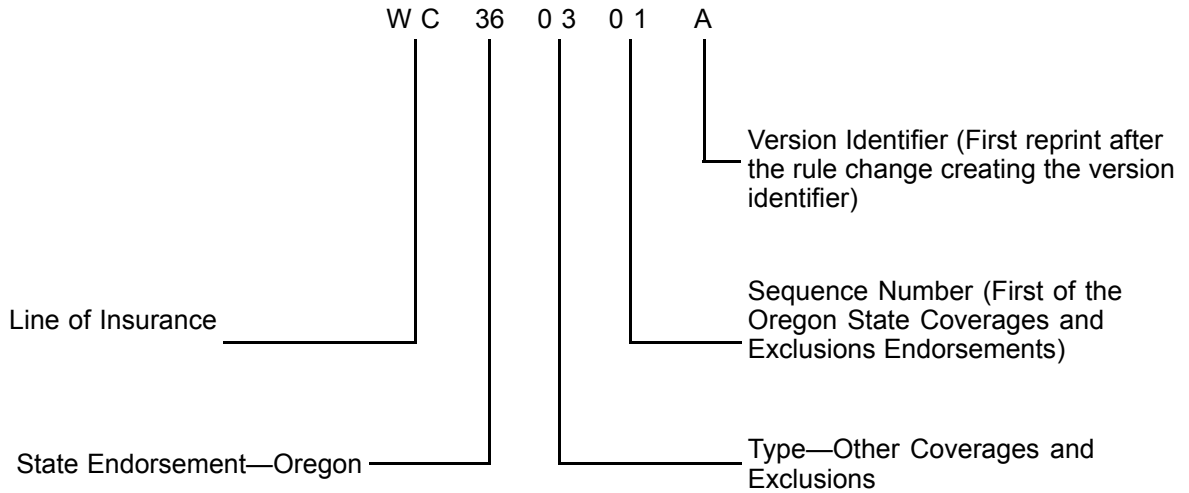 W C 36 0 3 0 1 A
Version Identifier (First reprint after
the rule change creating the version
identifier)
Line of Insurance
Sequence Number (First of the
Oregon State Coverages and
Exclusions Endorsements)
State Endorsement—Oregon
Type—Other Coverages and
Exclusions